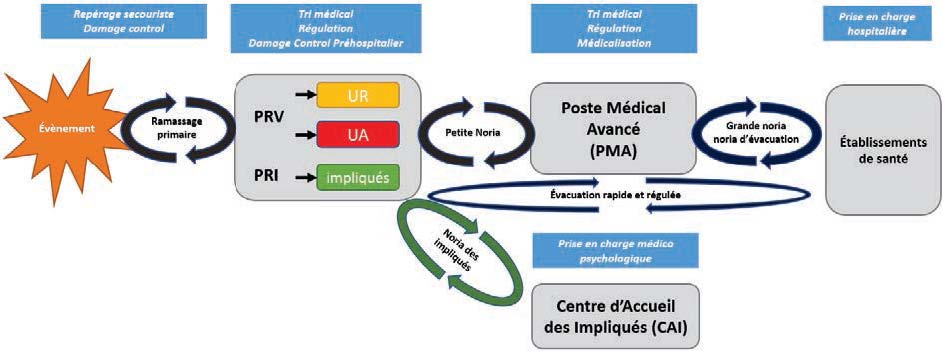 Repérage secouriste
Damage control
Tri médical
Régulation
Damage Control Préhospitalier
Tri médical
Régulation
Médicalisation
Prise en charge
hospitalière
Évènement
Ramassage
primaire
PRV
UR
UA
PRI
impliqués
Petite Noria
Poste Médical
Avancé
(PMA)
Grande noria
noria d'évacuation
Établissements
de santé
Évacuation rapide et régulée
Noria des
impliqués
Prise en charge médico
psychologique
Centre d'Accueil
des Impliqués (CAI)